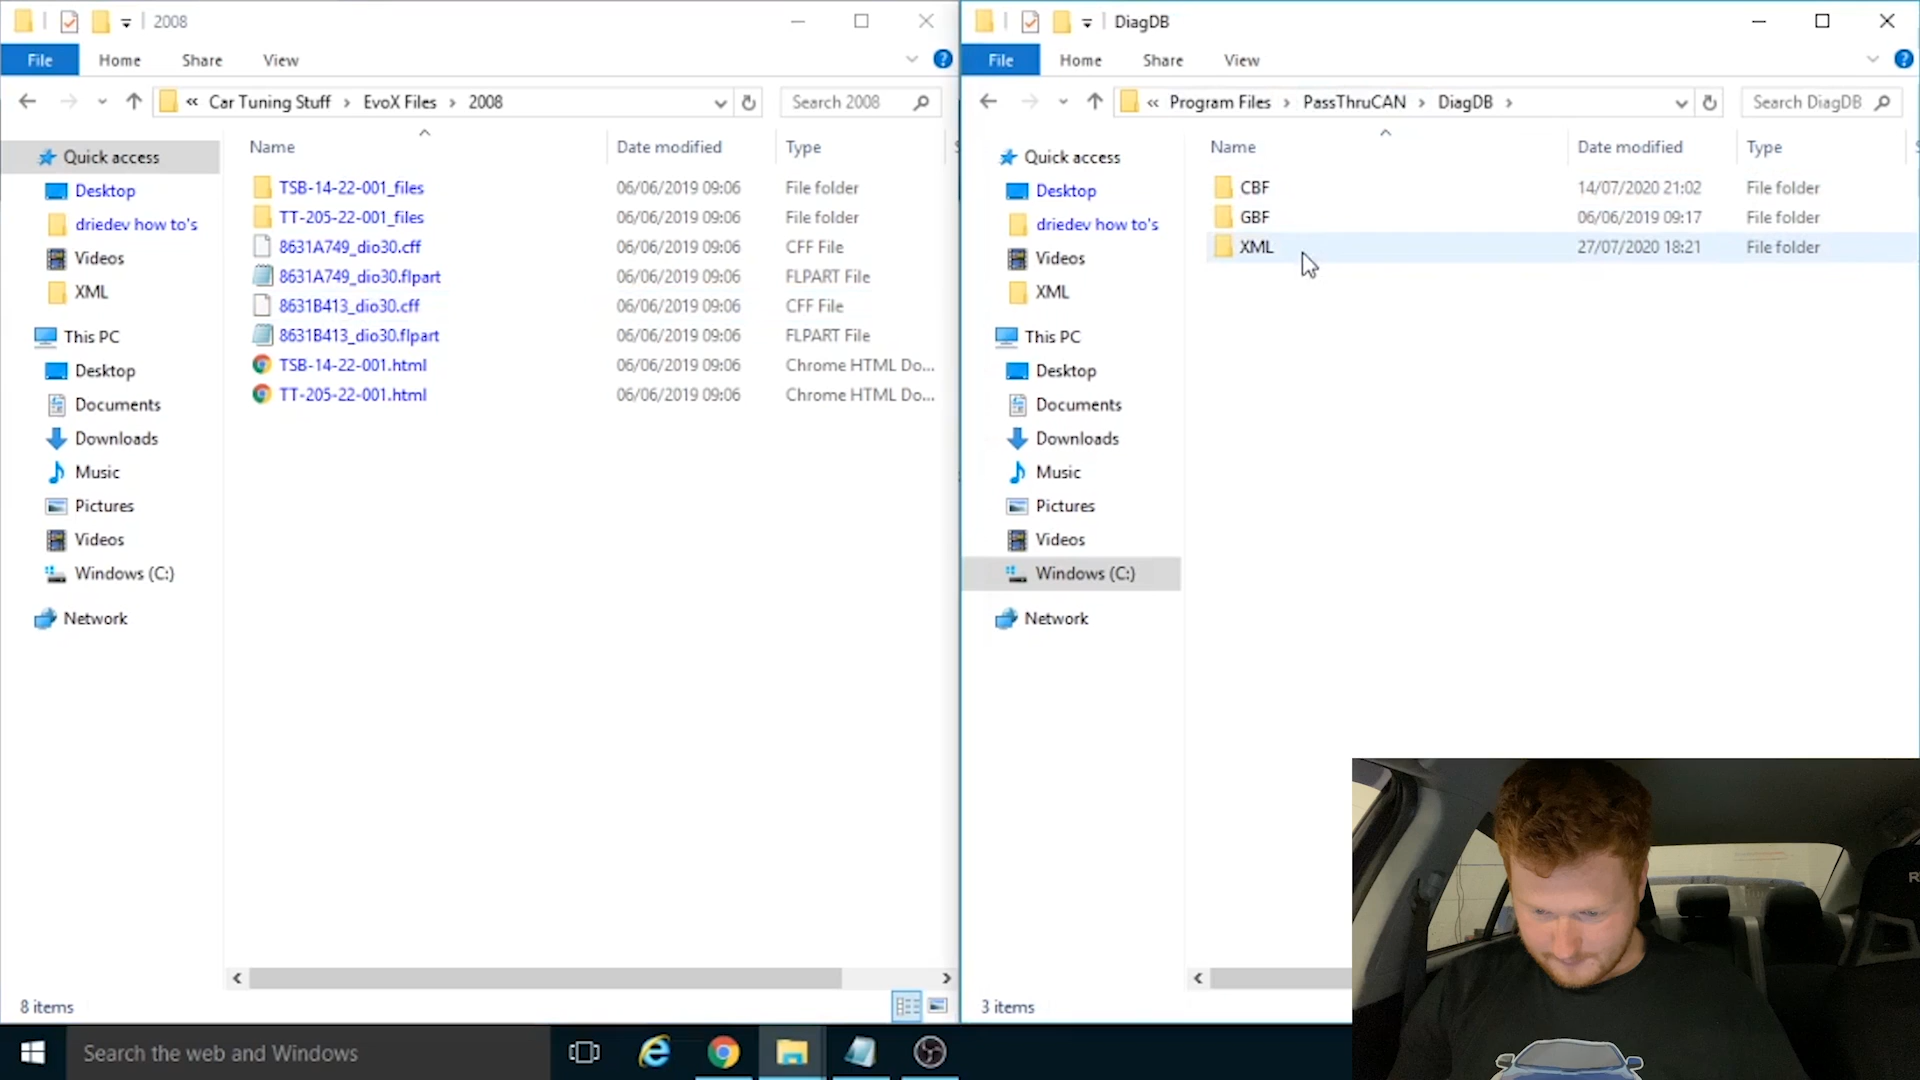 2008
File
Home
Share
View
« Car Tuning Stuff › EvoX Files › 2008
Search 2008
Quick access
Desktop
driedev how to's
Videos
XML
This PC
Desktop
Documents
Downloads
Music
Pictures
Videos
Windows (C:)
Network
Name Date modified Type
TSB-14-22-001_files 06/06/2019 09:06 File folder
TT-205-22-001_files 06/06/2019 09:06 File folder
8631A749_dio30.cff 06/06/2019 09:06 CFF File
8631A749_dio30.flpart 06/06/2019 09:06 FLPART File
8631B413_dio30.cff 06/06/2019 09:06 CFF File
8631B413_dio30.flpart 06/06/2019 09:06 FLPART File
TSB-14-22-001.html 06/06/2019 09:06 Chrome HTML Do...
TT-205-22-001.html 06/06/2019 09:06 Chrome HTML Do...
8 items
DiagDB
File
Home
Share
View
« Program Files › PassThruCAN › DiagDB ›
Search DiagDB
Quick access
Desktop
driedev how to's
Videos
XML
This PC
Desktop
Documents
Downloads
Music
Pictures
Videos
Windows (C:)
Network
Name Date modified Type
CBF 14/07/2020 21:02 File folder
GBF 06/06/2019 09:17 File folder
XML 27/07/2020 18:21 File folder
3 items
Search the web and Windows